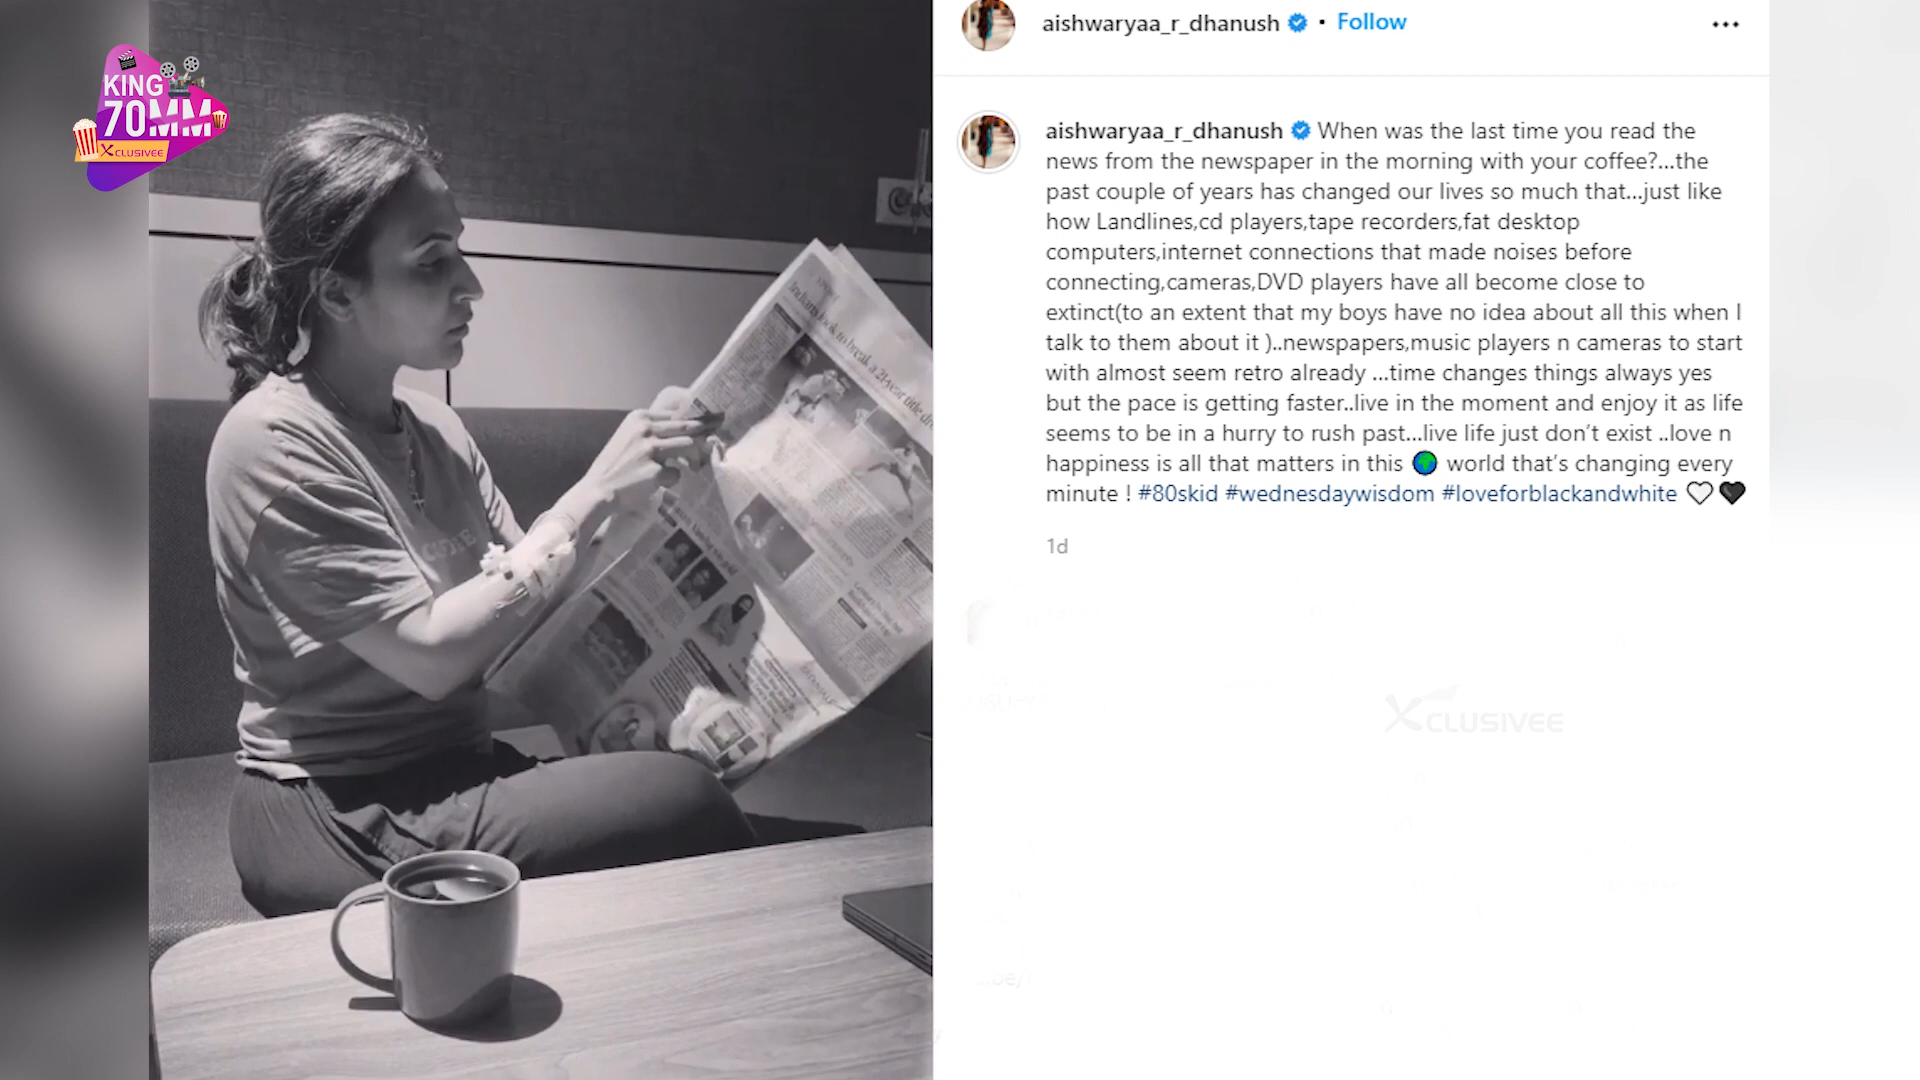 KING
70MM
XCLUSIVEE
aishwaryaa_r_dhanush • Follow
aishwaryaa_r_dhanush When was the last time you read the
news from the newspaper in the morning with your coffee?...the
past couple of years has changed our lives so much that...just like
how Landlines,cd players,tape recorders,fat desktop
computers,internet connections that made noises before
connecting,cameras,DVD players have all become close to
extinct(to an extent that my boys have no idea about all this when I
talk to them about it )..newspapers,music players n cameras to start
with almost seem retro already ...time changes things always yes
but the pace is getting faster..live in the moment and enjoy it as life
seems to be in a hurry to rush past...live life just don’t exist ..love n
happiness is all that matters in this 🌍 world that’s changing every
minute ! #80skid #wednesdaywisdom #loveforblackandwhite 🤍🖤
1d
XCLUSIVEE
to break a 21-year title